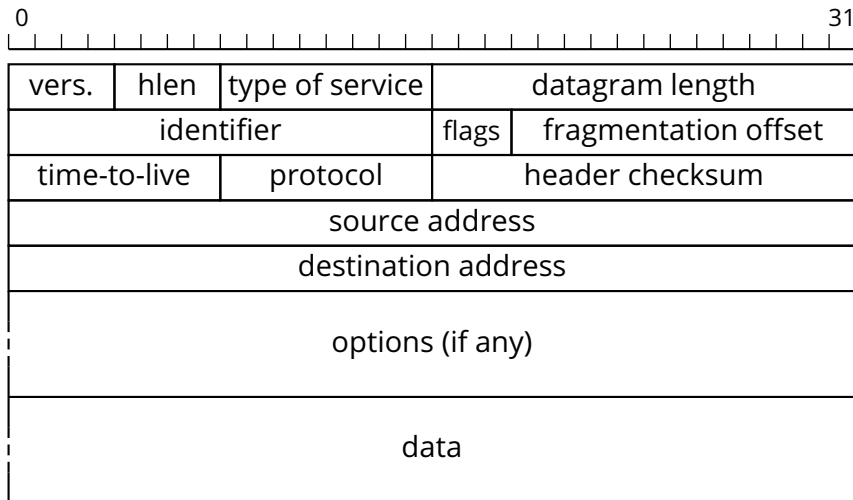 0 31
vers. hlen type of service datagram length
identifier flags fragmentation offset
time-to-live protocol header checksum
source address
destination address
options (if any)
data